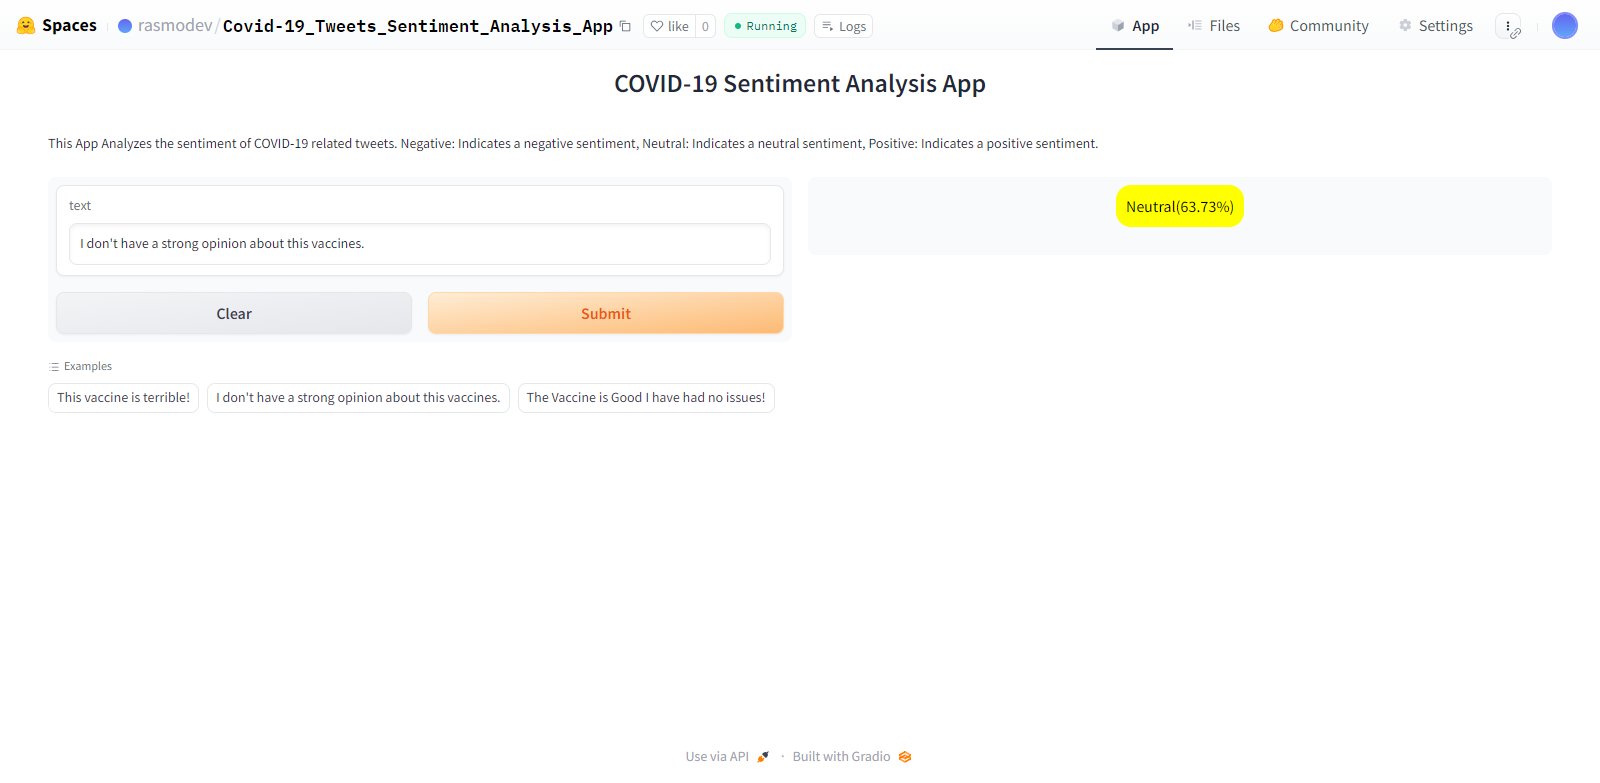 Spaces rasmodev/Covid-19_Tweets_Sentiment_Analysis_App like 0 Running Logs App Files Community Settings
COVID-19 Sentiment Analysis App
This App Analyzes the sentiment of COVID-19 related tweets. Negative: Indicates a negative sentiment, Neutral: Indicates a neutral sentiment, Positive: Indicates a positive sentiment.
text
I don't have a strong opinion about this vaccines.
Clear Submit
Neutral(63.73%)
Examples
This vaccine is terrible! I don't have a strong opinion about this vaccines. The Vaccine is Good I have had no issues!
Use via API · Built with Gradio